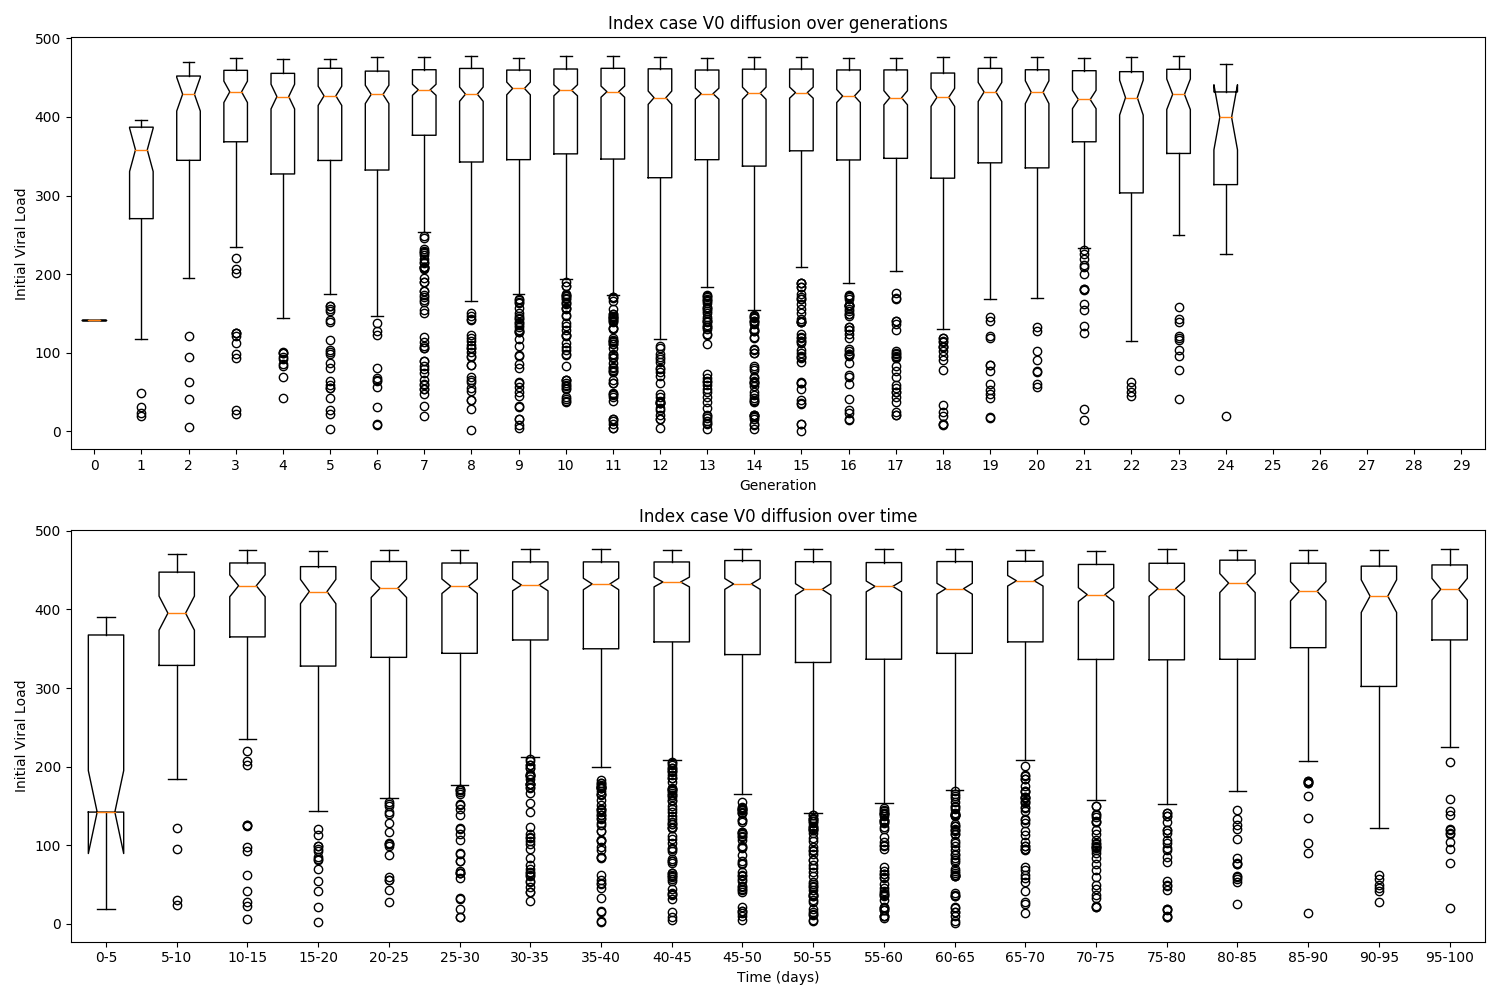 Index case V0 diffusion over generations
500
400
300
200
100
0
Initial Viral Load
0 1 2 3 4 5 6 7 8 9 10 11 12 13 14 15 16 17 18 19 20 21 22 23 24 25 26 27 28 29
Generation
Index case V0 diffusion over time
500
400
300
200
100
0
Initial Viral Load
0-5 5-10 10-15 15-20 20-25 25-30 30-35 35-40 40-45 45-50 50-55 55-60 60-65 65-70 70-75 75-80 80-85 85-90 90-95 95-100
Time (days)